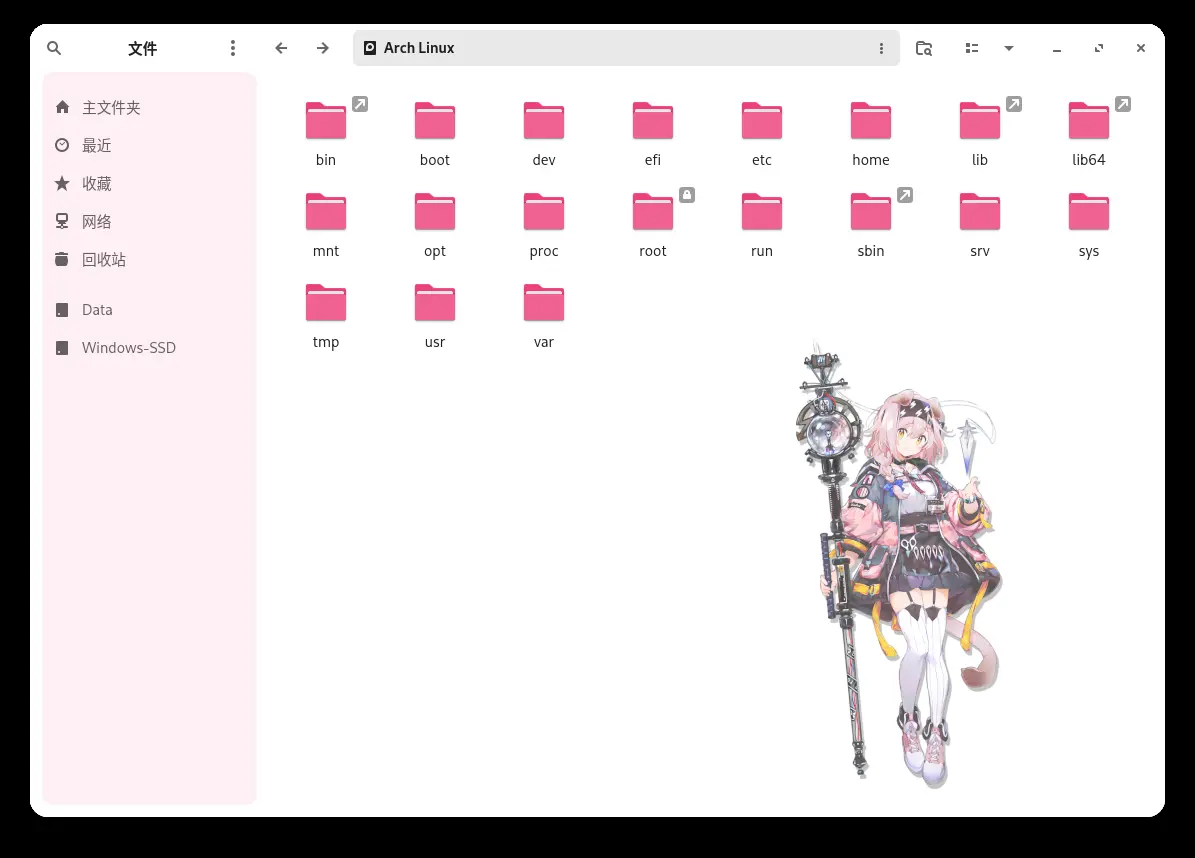 文件
Arch Linux
主文件夹
最近
收藏
网络
回收站
Data
Windows-SSD
bin
boot
dev
efi
etc
home
lib
lib64
mnt
opt
proc
root
run
sbin
srv
sys
tmp
usr
var